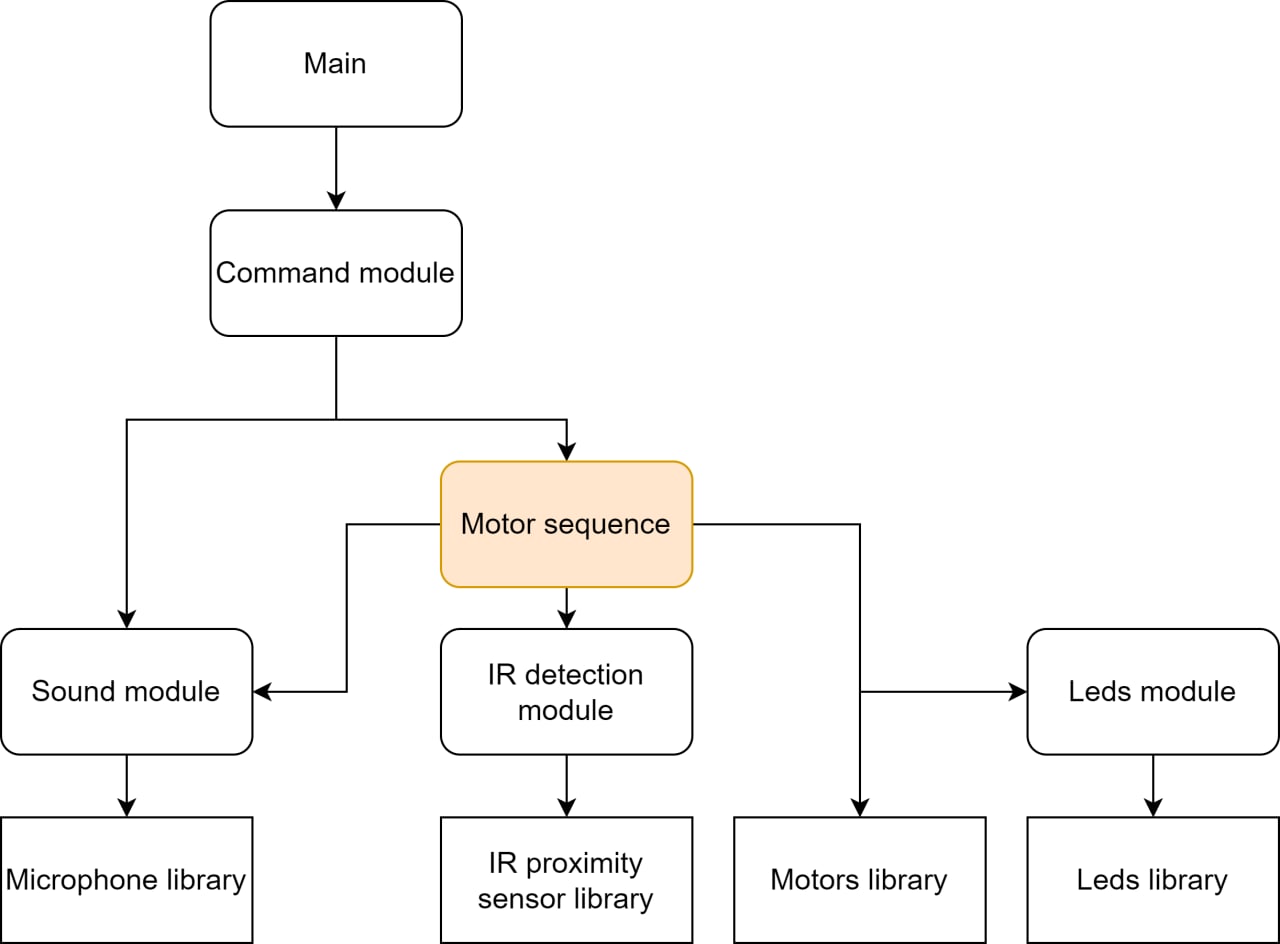 Main
Command module
Motor sequence
Sound module
IR detection
module
Leds module
Microphone library
IR proximity
sensor library
Motors library
Leds library